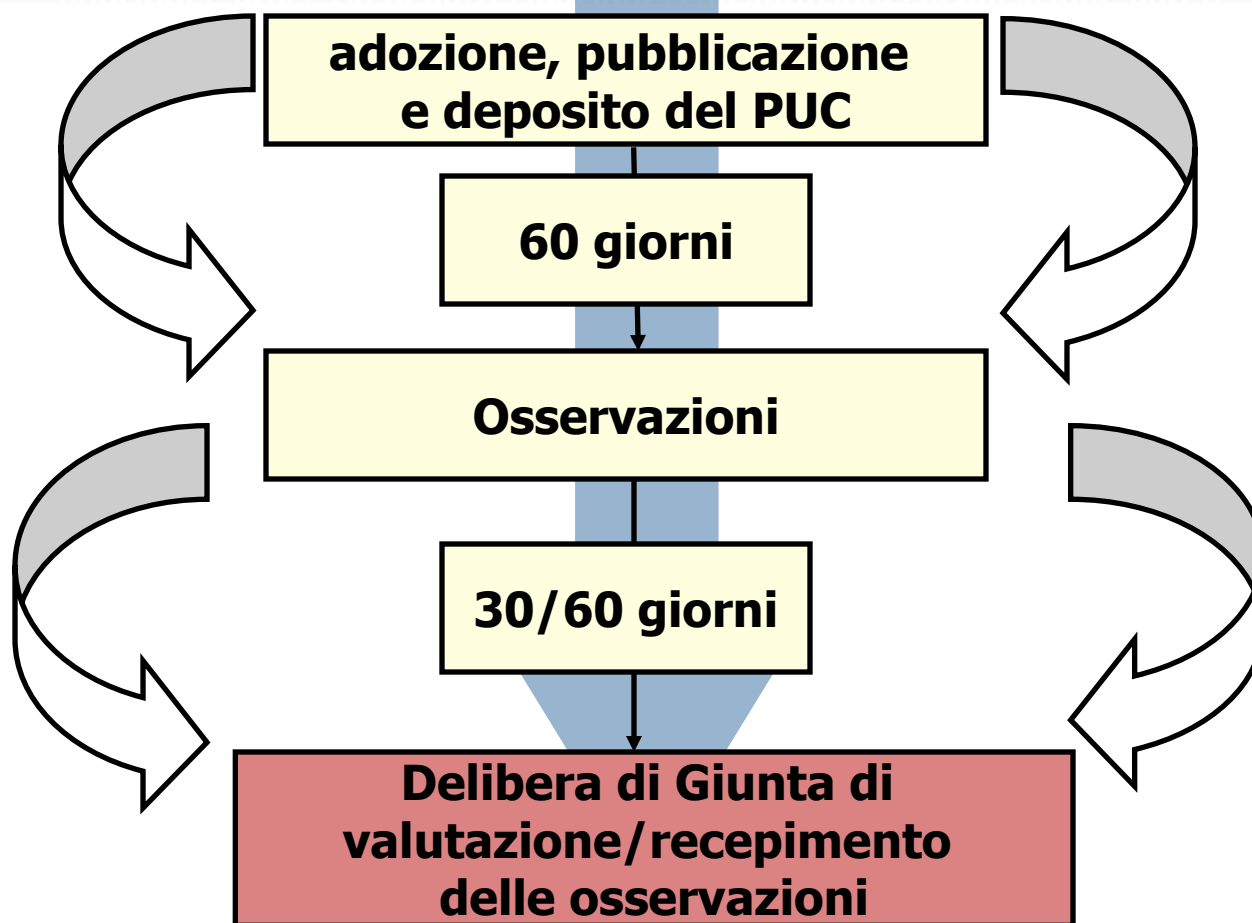 adozione, pubblicazione
e deposito del PUC
60 giorni
Osservazioni
30/60 giorni
Delibera di Giunta di
valutazione/recepimento
delle osservazioni